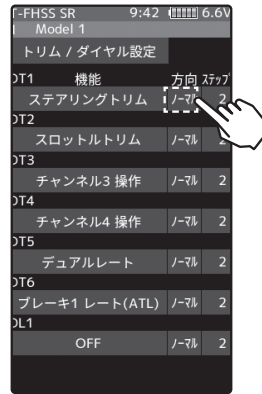 T-FHSS SR 9:42 6.6V
Model 1
トリム / ダイヤル設定
DT1 機能 方向 ステップ
ステアリングトリム ノーマル 2
DT2
スロットルトリム ノーマル 2
DT3
チャンネル3 操作 ノーマル 2
DT4
チャンネル4 操作 ノーマル 2
DT5
デュアルレート ノーマル 2
DT6
ブレーキ1 レート(ATL) ノーマル 2
DL1
OFF ノーマル 2